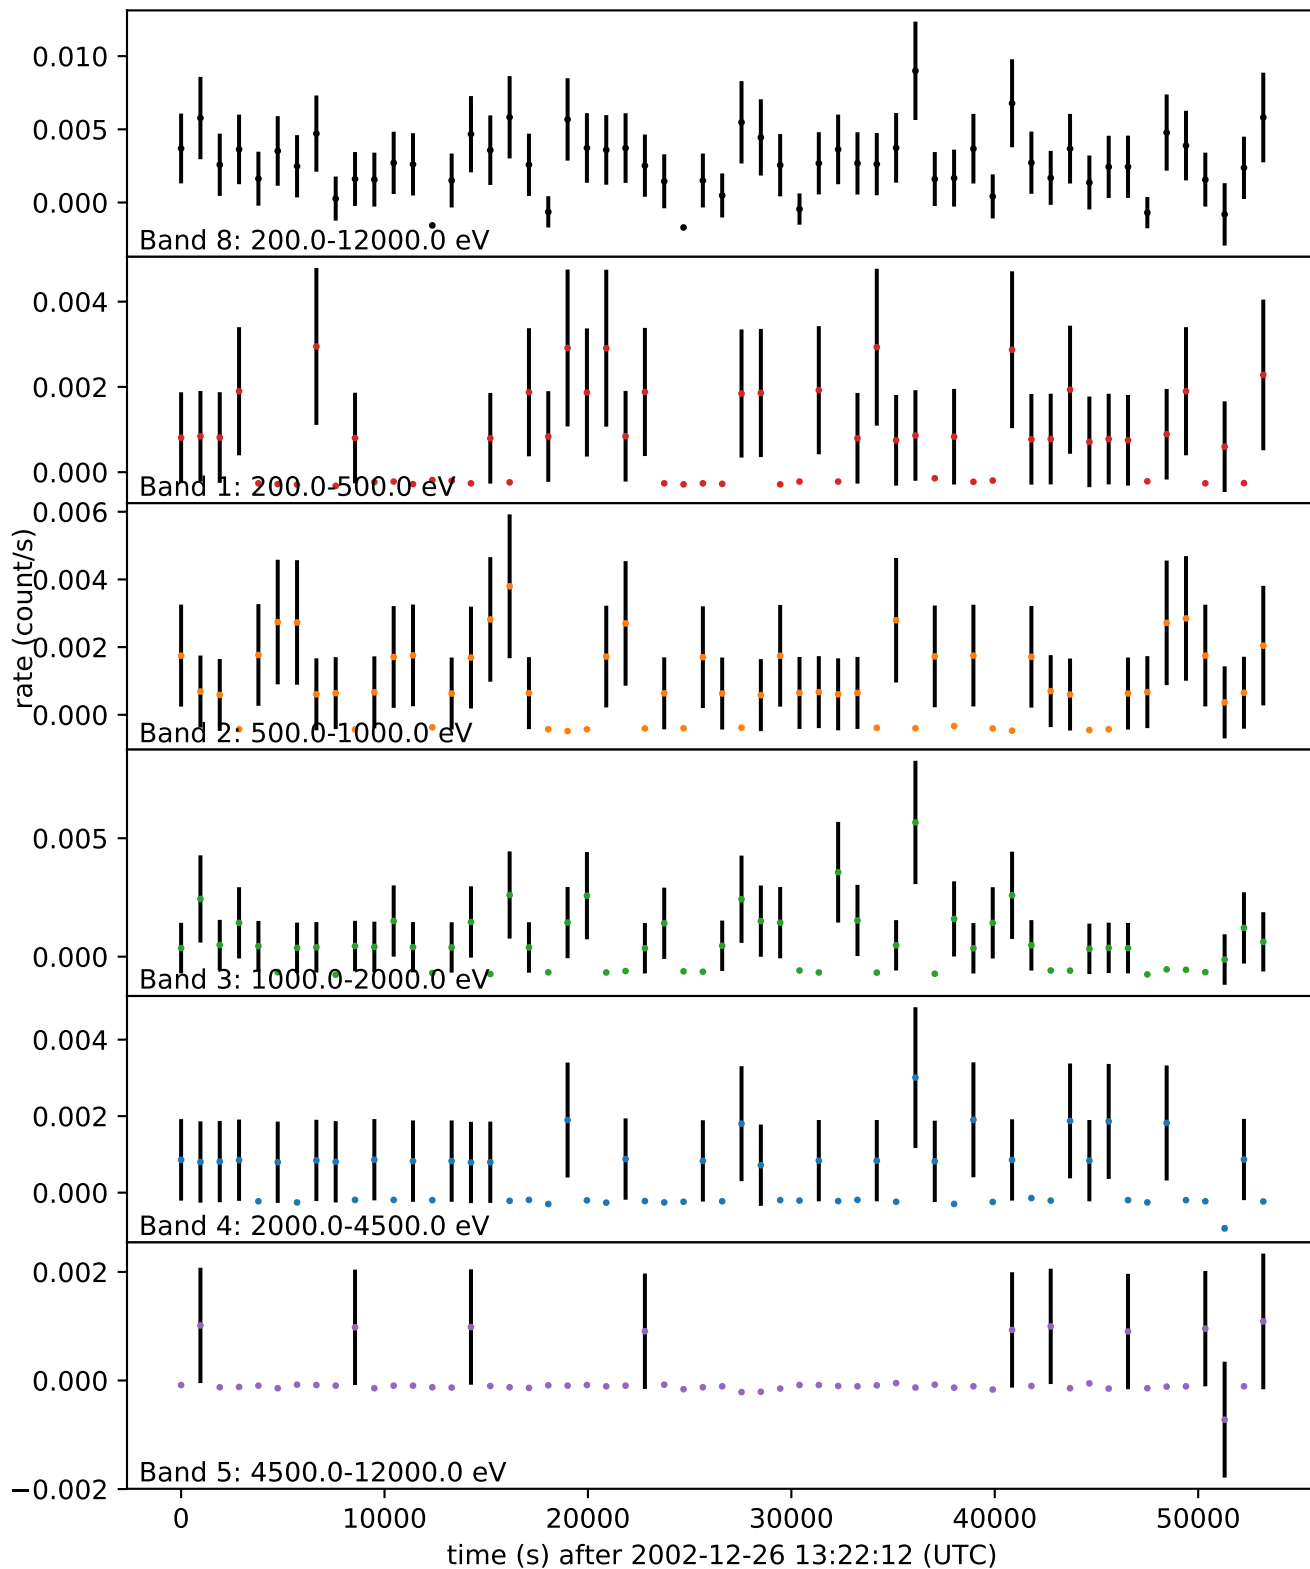 0.010
0.005
0.000
Band 8: 200.0-12000.0 eV
0.004
0.002
0.000
Band 1: 200.0-500.0 eV
rate (count/s)
0.006
0.004
0.002
0.000
Band 2: 500.0-1000.0 eV
0.005
0.000
Band 3: 1000.0-2000.0 eV
0.004
0.002
0.000
Band 4: 2000.0-4500.0 eV
0.002
0.000
−0.002
Band 5: 4500.0-12000.0 eV
0 10000 20000 30000 40000 50000
time (s) after 2002-12-26 13:22:12 (UTC)